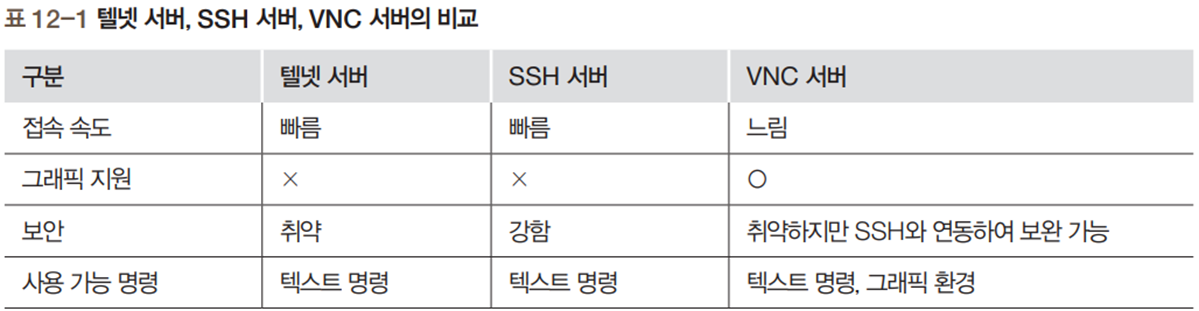 표 12-1 텔넷 서버, SSH 서버, VNC 서버의 비교
구분 텔넷 서버 SSH 서버 VNC 서버
접속 속도 빠름 빠름 느림
그래픽 지원 × × ○
보안 취약 강함 취약하지만 SSH와 연동하여 보완 가능
사용 가능 명령 텍스트 명령 텍스트 명령 텍스트 명령, 그래픽 환경